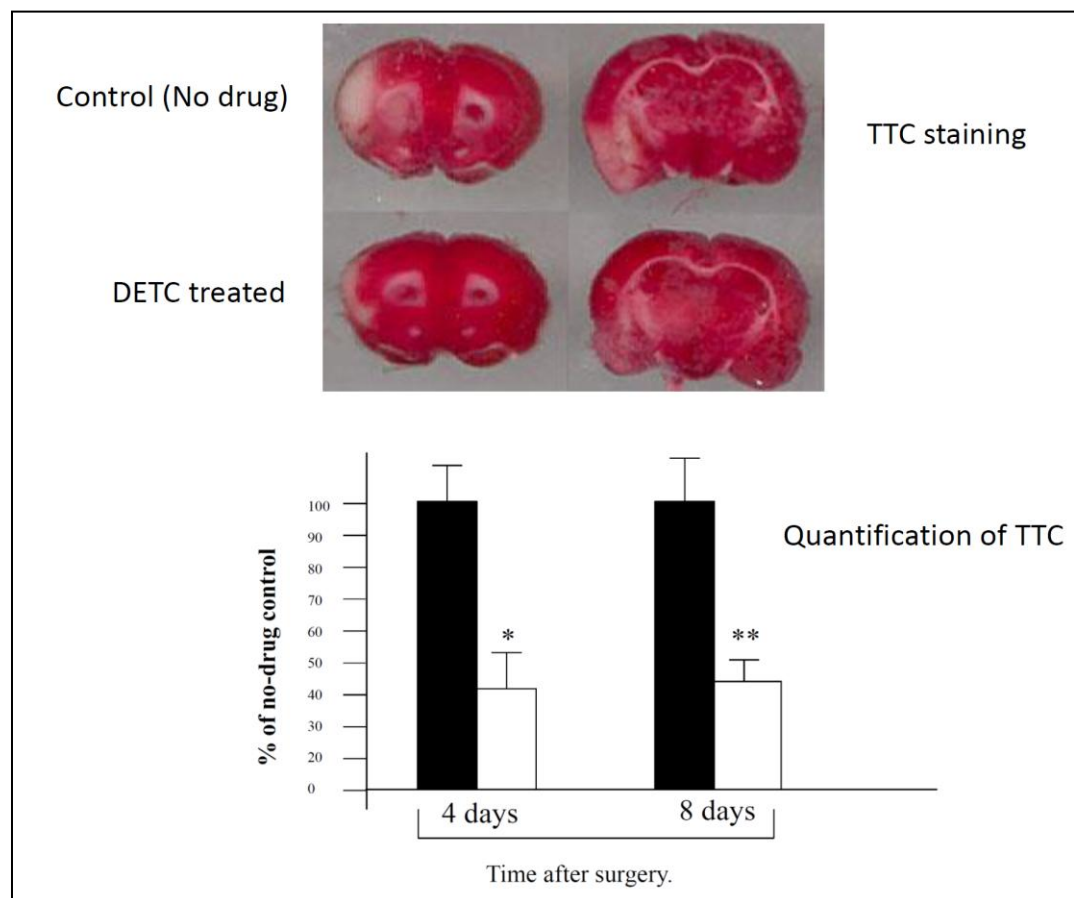 Control (No drug)
TTC staining
DETC treated
Quantification of TTC
% of no-drug control
100
90
80
70
60
50
40
30
20
0
*
**
4 days
8 days
Time after surgery.